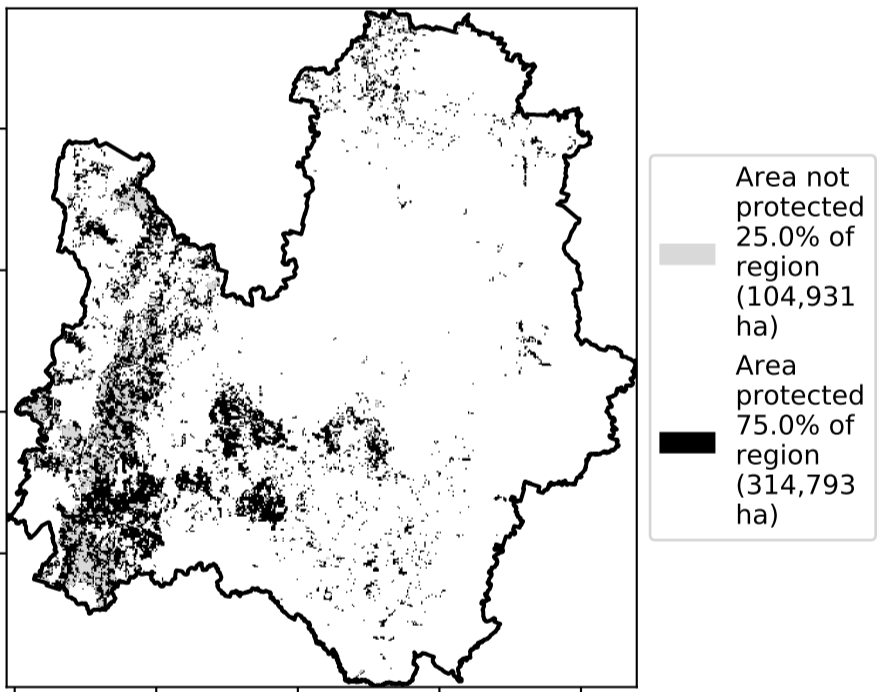 Area not
protected
25.0% of
region
(104,931
ha)
Area
protected
75.0% of
region
(314,793
ha)